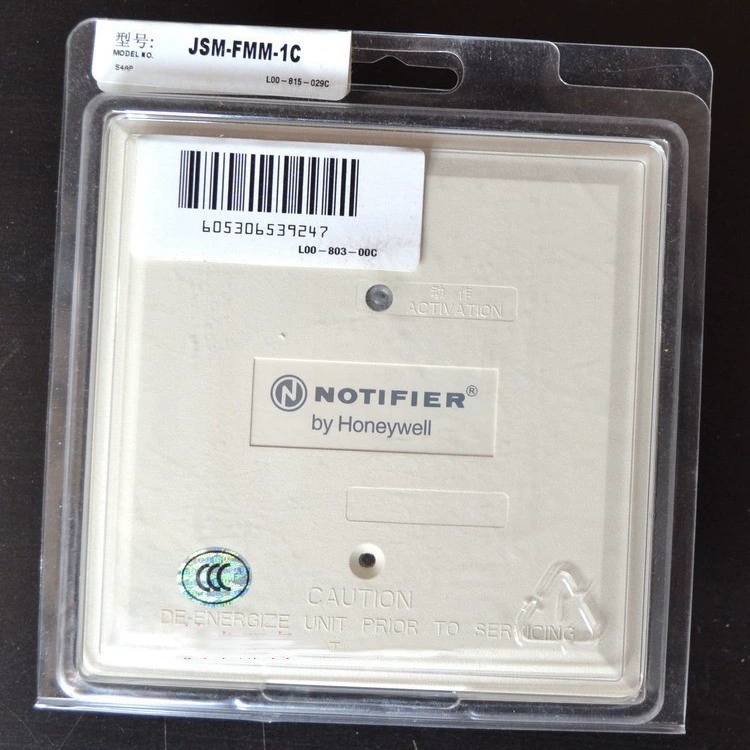 型号: JSM-FMM-1C
MODEL NO.
S4AP
L00-815-029C
605306539247
L00-803-00C
动作
ACTIVATION
N NOTIFIER®
by Honeywell
CCC
CAUTION
DE-ENERGIZE UNIT PRIOR TO SERVICING